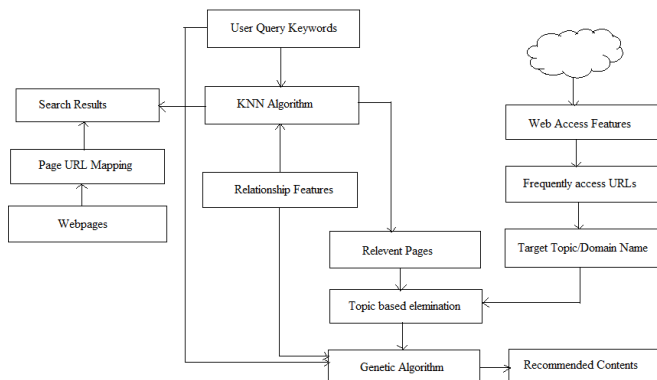 User Query Keywords
Search Results
KNN Algorithm
Web Access Features
Page URL Mapping
Relationship Features
Frequently access URLs
Webpages
Relevent Pages
Target Topic/Domain Name
Topic based elemination
Genetic Algorithm
Recommended Contents